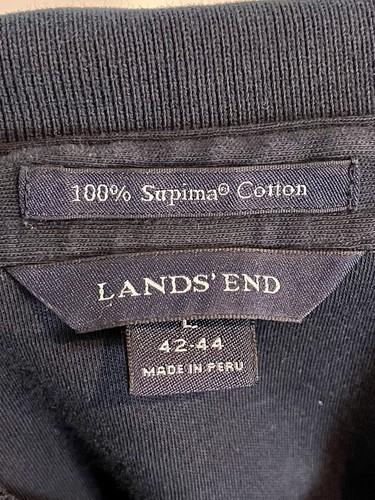 100% Supima® Cotton
LANDS' END
L
42-44
MADE IN PERU